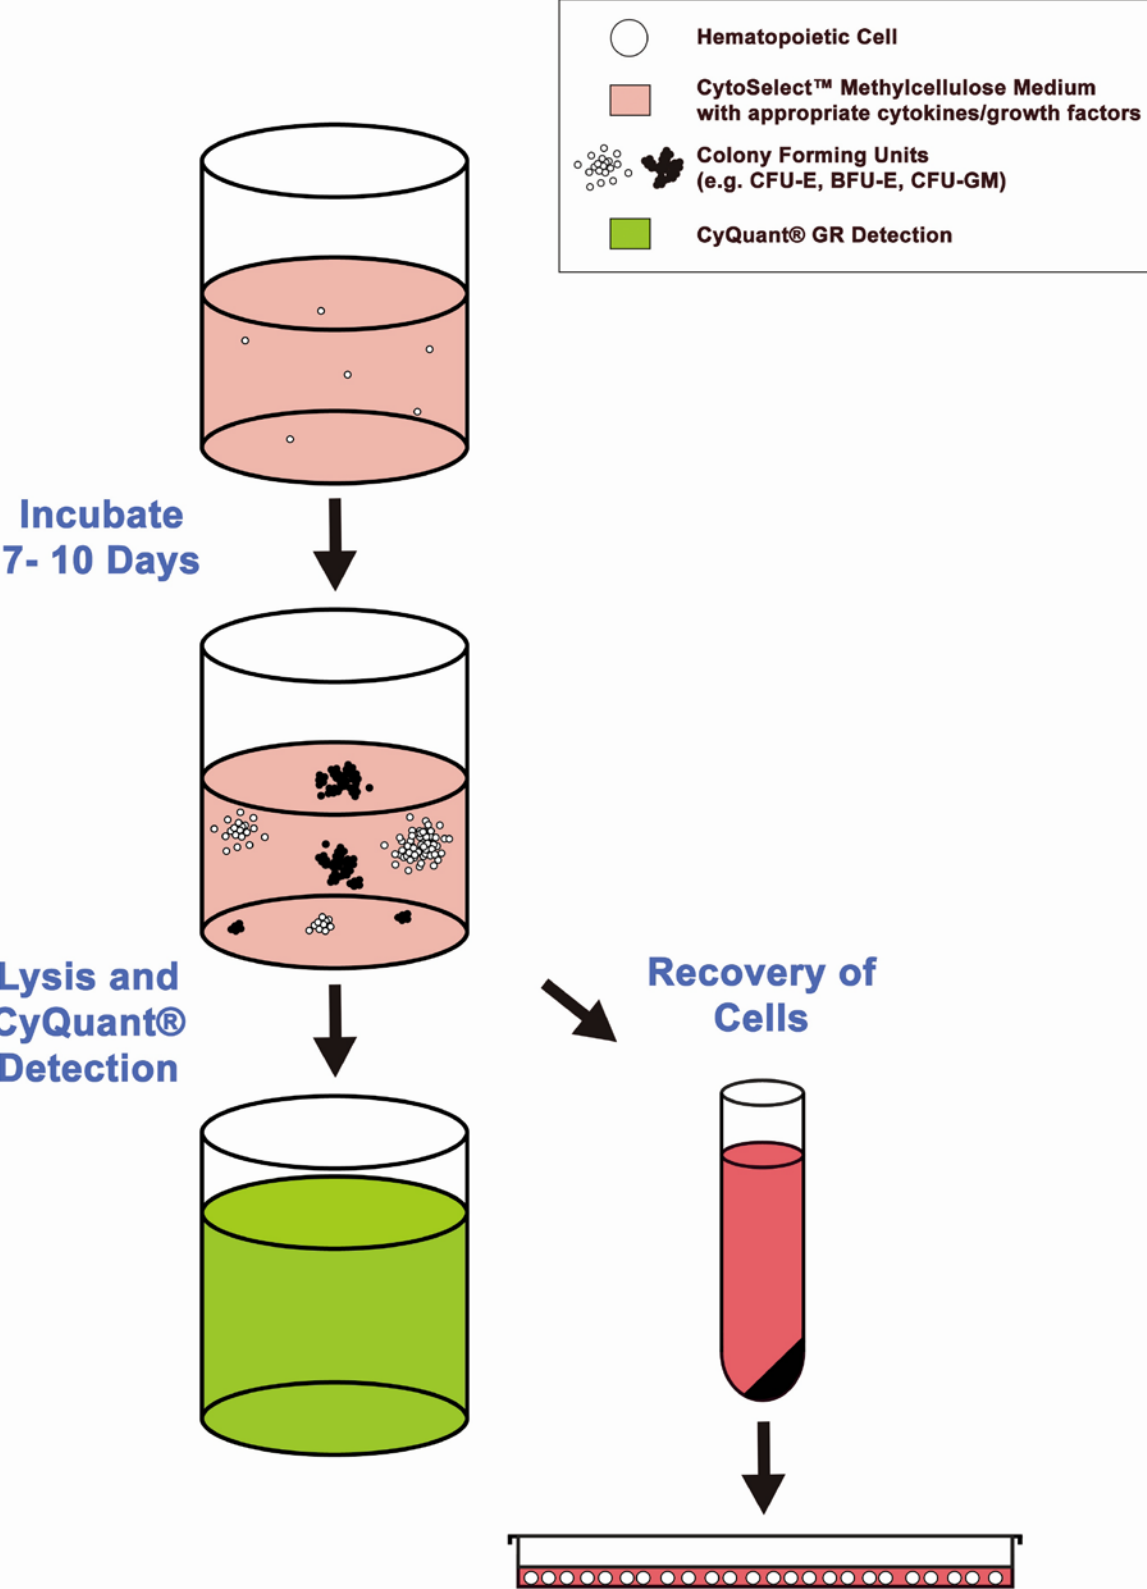 Hematopoietic Cell
CytoSelect™ Methylcellulose Medium
with appropriate cytokines/growth factors
Colony Forming Units
(e.g. CFU-E, BFU-E, CFU-GM)
CyQuant® GR Detection
Incubate
7- 10 Days
Lysis and
CyQuant®
Detection
Recovery of
Cells